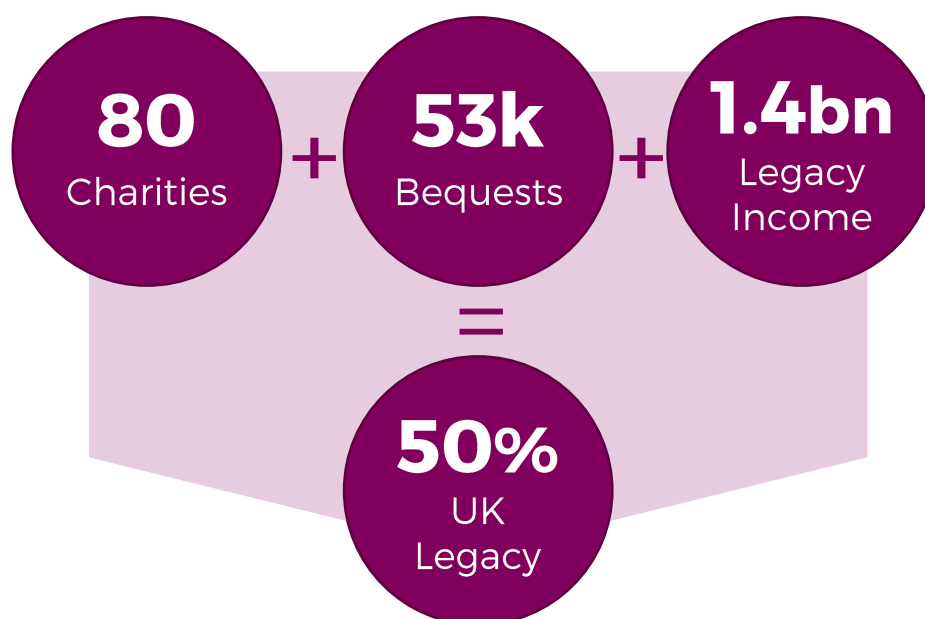 80
Charities
+
53k
Bequests
+
1.4bn
Legacy
Income
=
50%
UK
Legacy